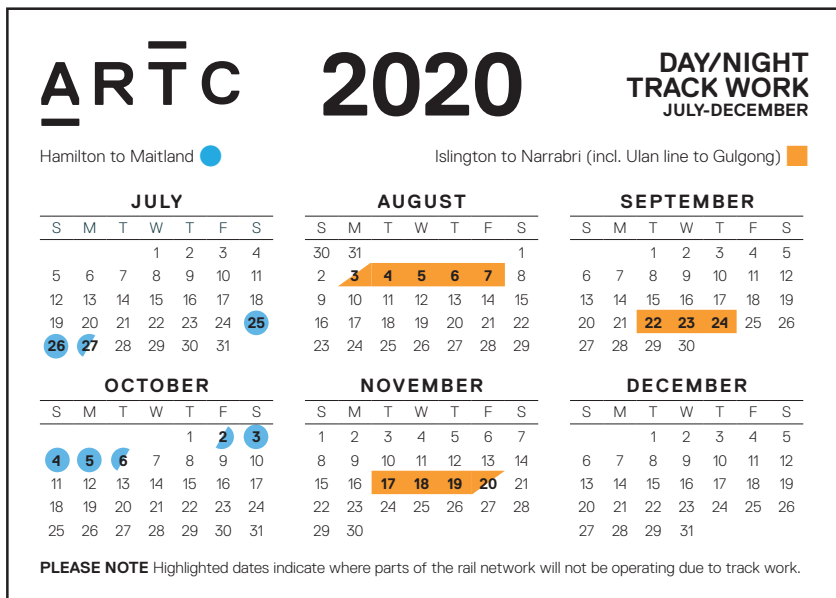 ARTC
2020
DAY/NIGHT
TRACK WORK
JULY-DECEMBER
Hamilton to Maitland
Islington to Narrabri (incl. Ulan line to Gulgong)
JULY
S M T W T F S
1 2 3 4
5 6 7 8 9 10 11
12 13 14 15 16 17 18
19 20 21 22 23 24 25
26 27 28 29 30 31
AUGUST
S M T W T F S
30 31 1
2 3 4 5 6 7 8
9 10 11 12 13 14 15
16 17 18 19 20 21 22
23 24 25 26 27 28 29
SEPTEMBER
S M T W T F S
1 2 3 4 5
6 7 8 9 10 11 12
13 14 15 16 17 18 19
20 21 22 23 24 25 26
27 28 29 30
OCTOBER
S M T W T F S
1 2 3
4 5 6 7 8 9 10
11 12 13 14 15 16 17
18 19 20 21 22 23 24
25 26 27 28 29 30 31
NOVEMBER
S M T W T F S
1 2 3 4 5 6 7
8 9 10 11 12 13 14
15 16 17 18 19 20 21
22 23 24 25 26 27 28
29 30
DECEMBER
S M T W T F S
1 2 3 4 5
6 7 8 9 10 11 12
13 14 15 16 17 18 19
20 21 22 23 24 25 26
27 28 29 31
PLEASE NOTE Highlighted dates indicate where parts of the rail network will not be operating due to track work.